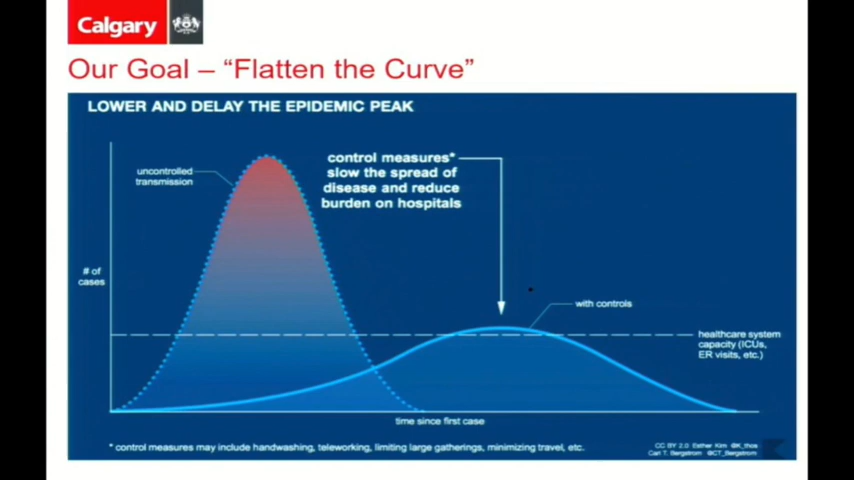 Calgary
Our Goal – “Flatten the Curve”
LOWER AND DELAY THE EPIDEMIC PEAK
uncontrolled
transmission
control measures*
slow the spread of
disease and reduce
burden on hospitals
# of
cases
with controls
healthcare system
capacity (ICUs,
ER visits, etc.)
time since first case
* control measures may include handwashing, teleworking, limiting large gatherings, minimizing travel, etc.
CC BY 2.0 Esther Kim @K_thos
Carl T. Bergstrom @CT_Bergstrom